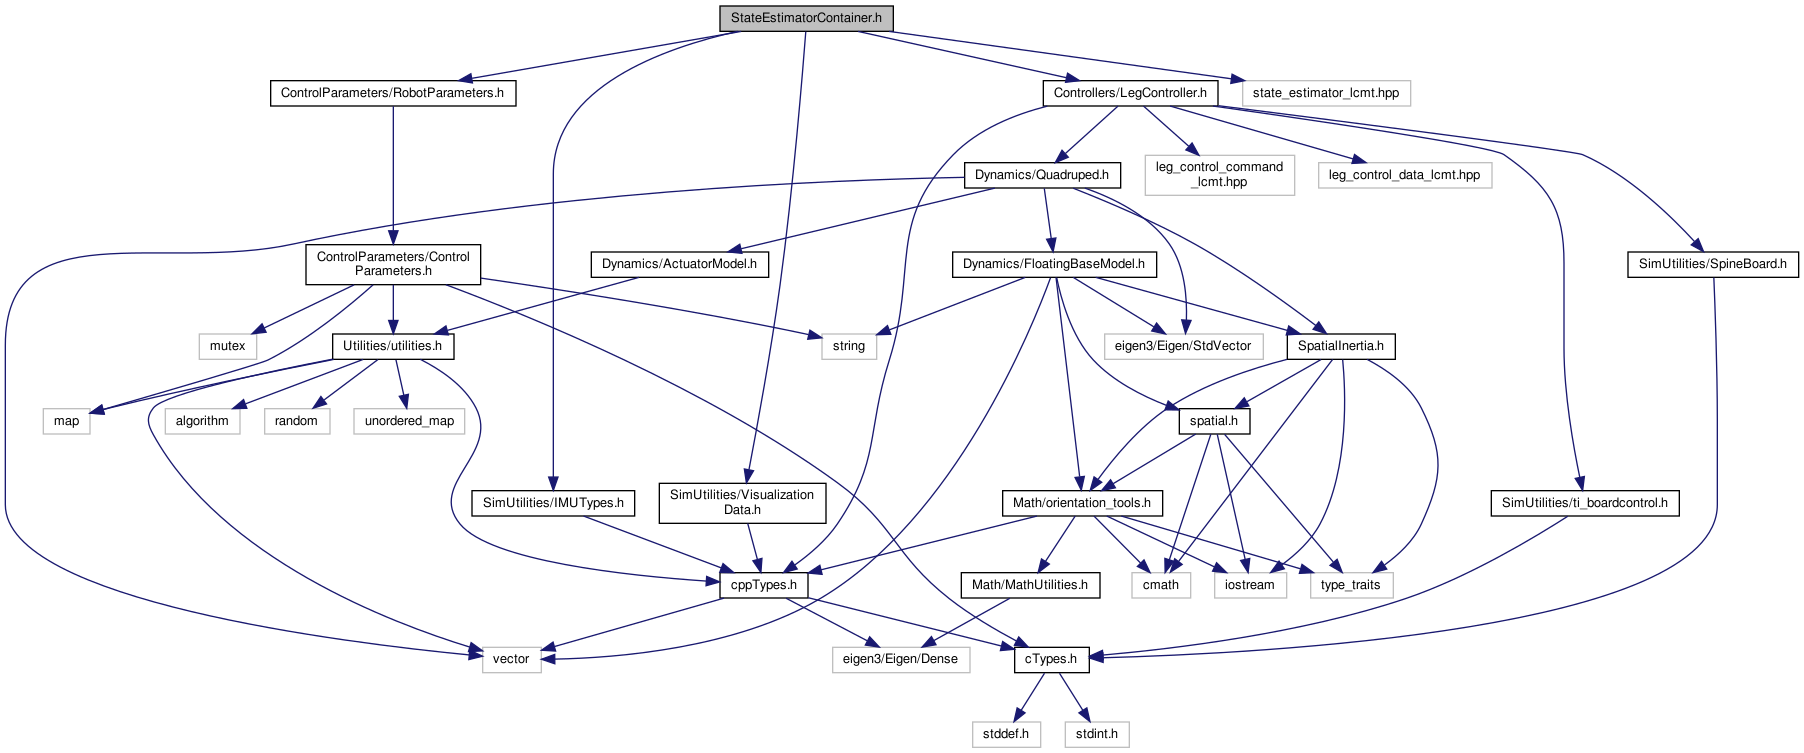 StateEstimatorContainer.h
ControlParameters/RobotParameters.h
Controllers/LegController.h
state_estimator_lcmt.hpp
Dynamics/Quadruped.h
leg_control_command
_lcmt.hpp
leg_control_data_lcmt.hpp
ControlParameters/Control
Parameters.h
Dynamics/ActuatorModel.h
Dynamics/FloatingBaseModel.h
SimUtilities/SpineBoard.h
mutex
Utilities/utilities.h
string
eigen3/Eigen/StdVector
SpatialInertia.h
map
algorithm
random
unordered_map
spatial.h
SimUtilities/IMUTypes.h
SimUtilities/Visualization
Data.h
Math/orientation_tools.h
SimUtilities/ti_boardcontrol.h
cppTypes.h
Math/MathUtilities.h
cmath
iostream
type_traits
vector
eigen3/Eigen/Dense
cTypes.h
stddef.h
stdint.h